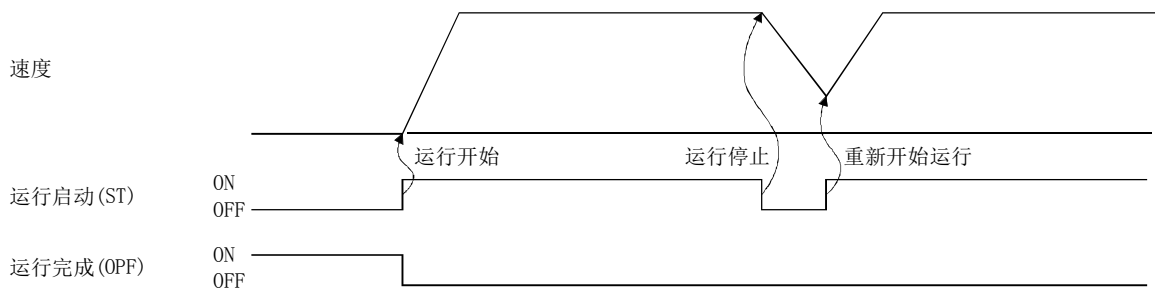 速度
运行开始
运行停止
重新开始运行
运行启动(ST)
ON
OFF
运行完成(OPF)
ON
OFF